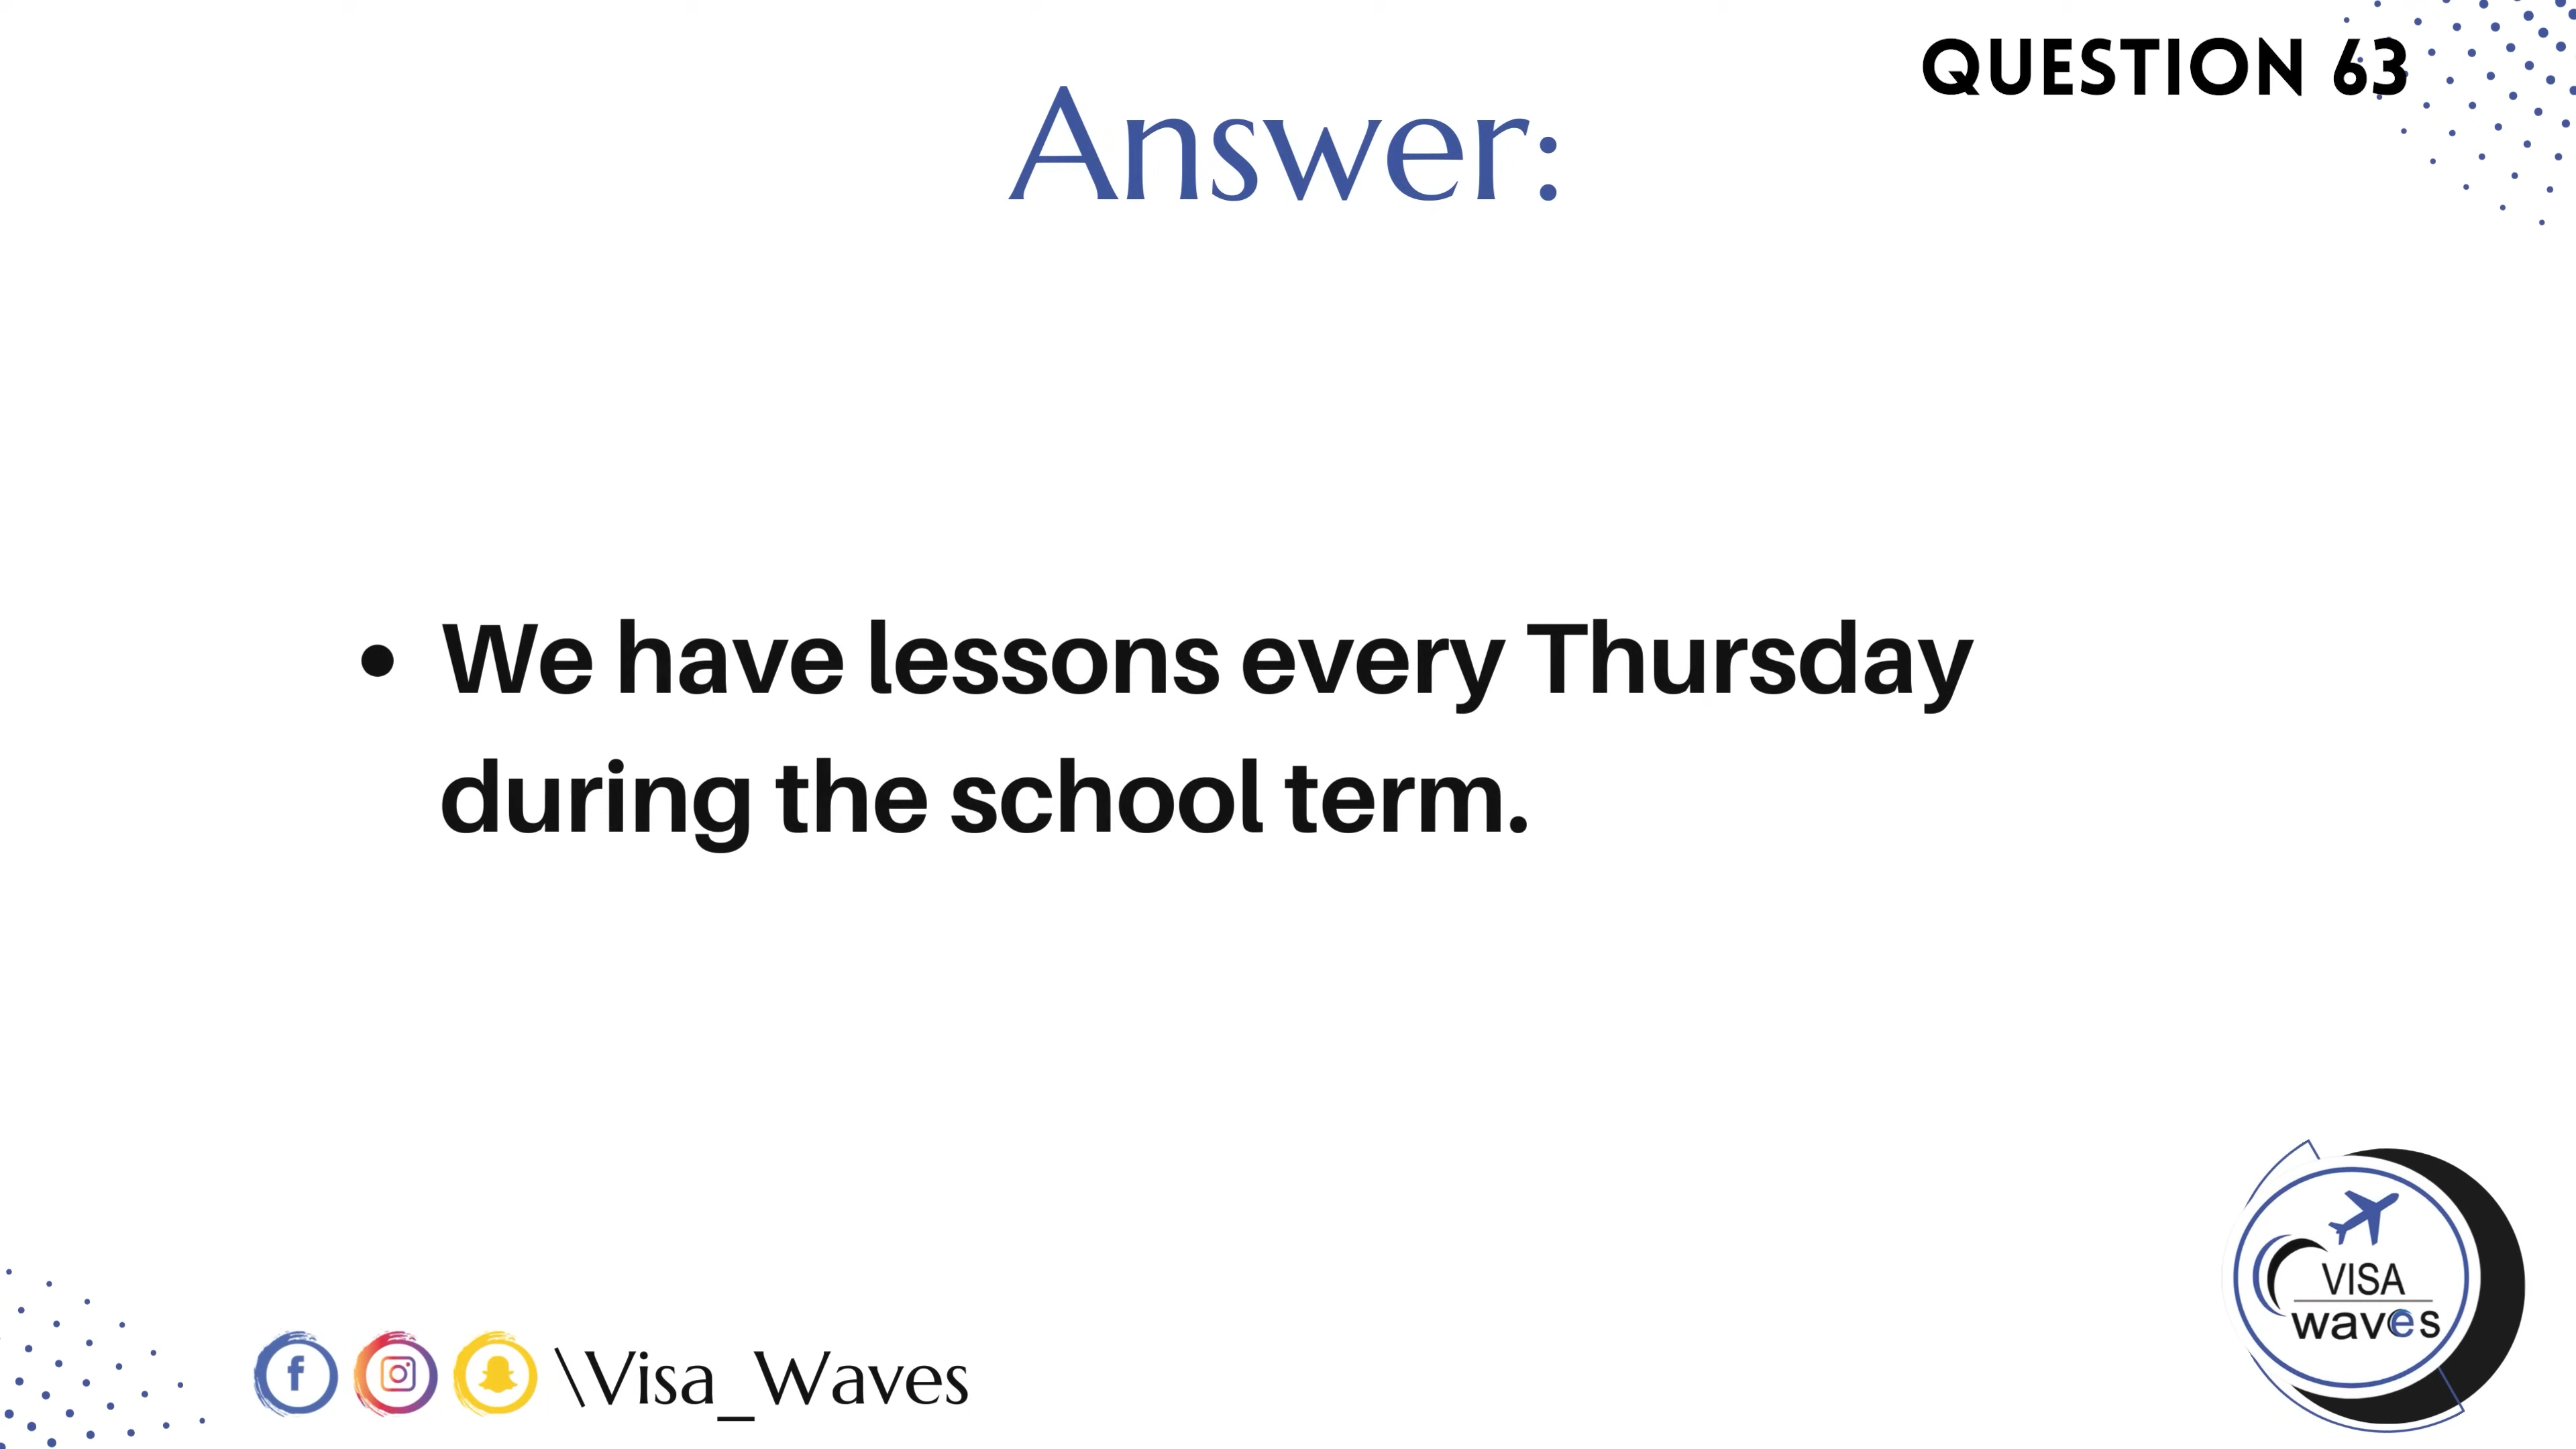 QUESTION 63
Answer:
• We have lessons every Thursday
during the school term.
\Visa_Waves
VISA
waves